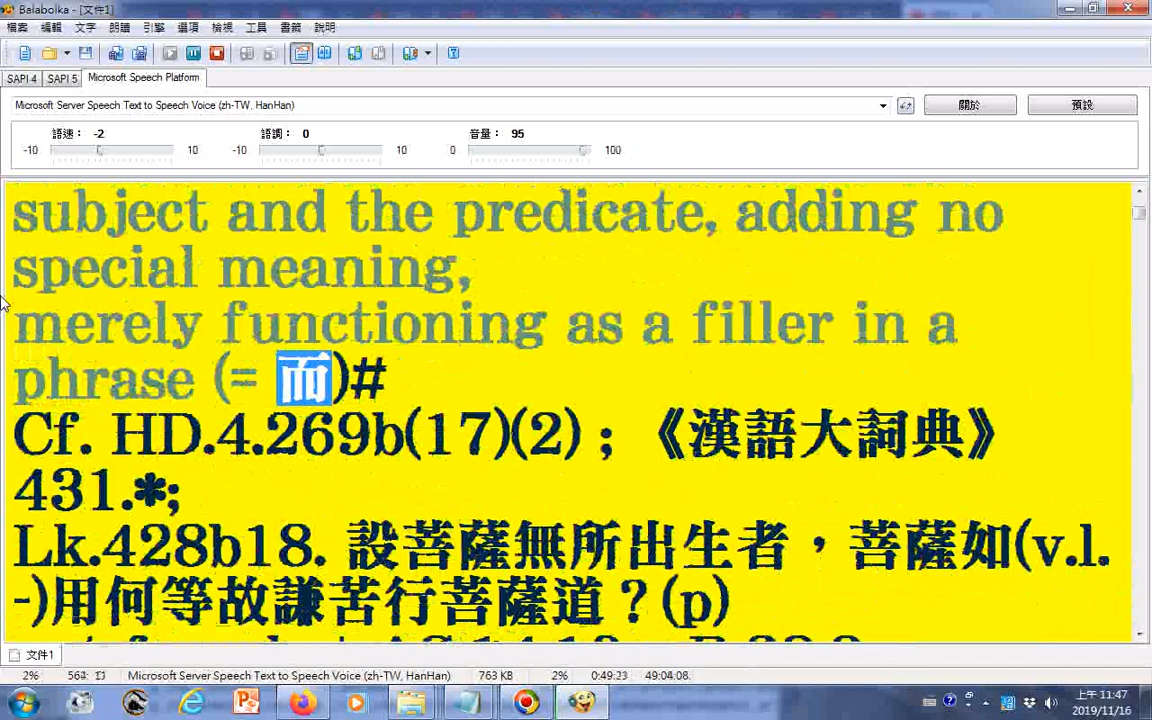 Balabolka - [文件1]
檔案 編輯 文字 朗讀 引擎 選項 檢視 工具 書籤 說明
SAPI 4 SAPI 5 Microsoft Speech Platform
Microsoft Server Speech Text to Speech Voice (zh-TW, HanHan) 關於 預設
語速： -2 語調： 0 音量： 95
-10 10 -10 10 0 100
subject and the predicate, adding no
special meaning,
merely functioning as a filler in a
phrase (= 而)#
Cf. HD.4.269b(17)(2)；《漢語大詞典》
431.*;
Lk.428b18. 設菩薩無所出生者，菩薩如(v.l.
-)用何等故謙苦行菩薩道？(p)
文件1
2% Microsoft Server Speech Text to Speech Voice (zh-TW, HanHan) 763 KB 2% 0:49:23 49:04:08.
上午 11:47
2019/11/16